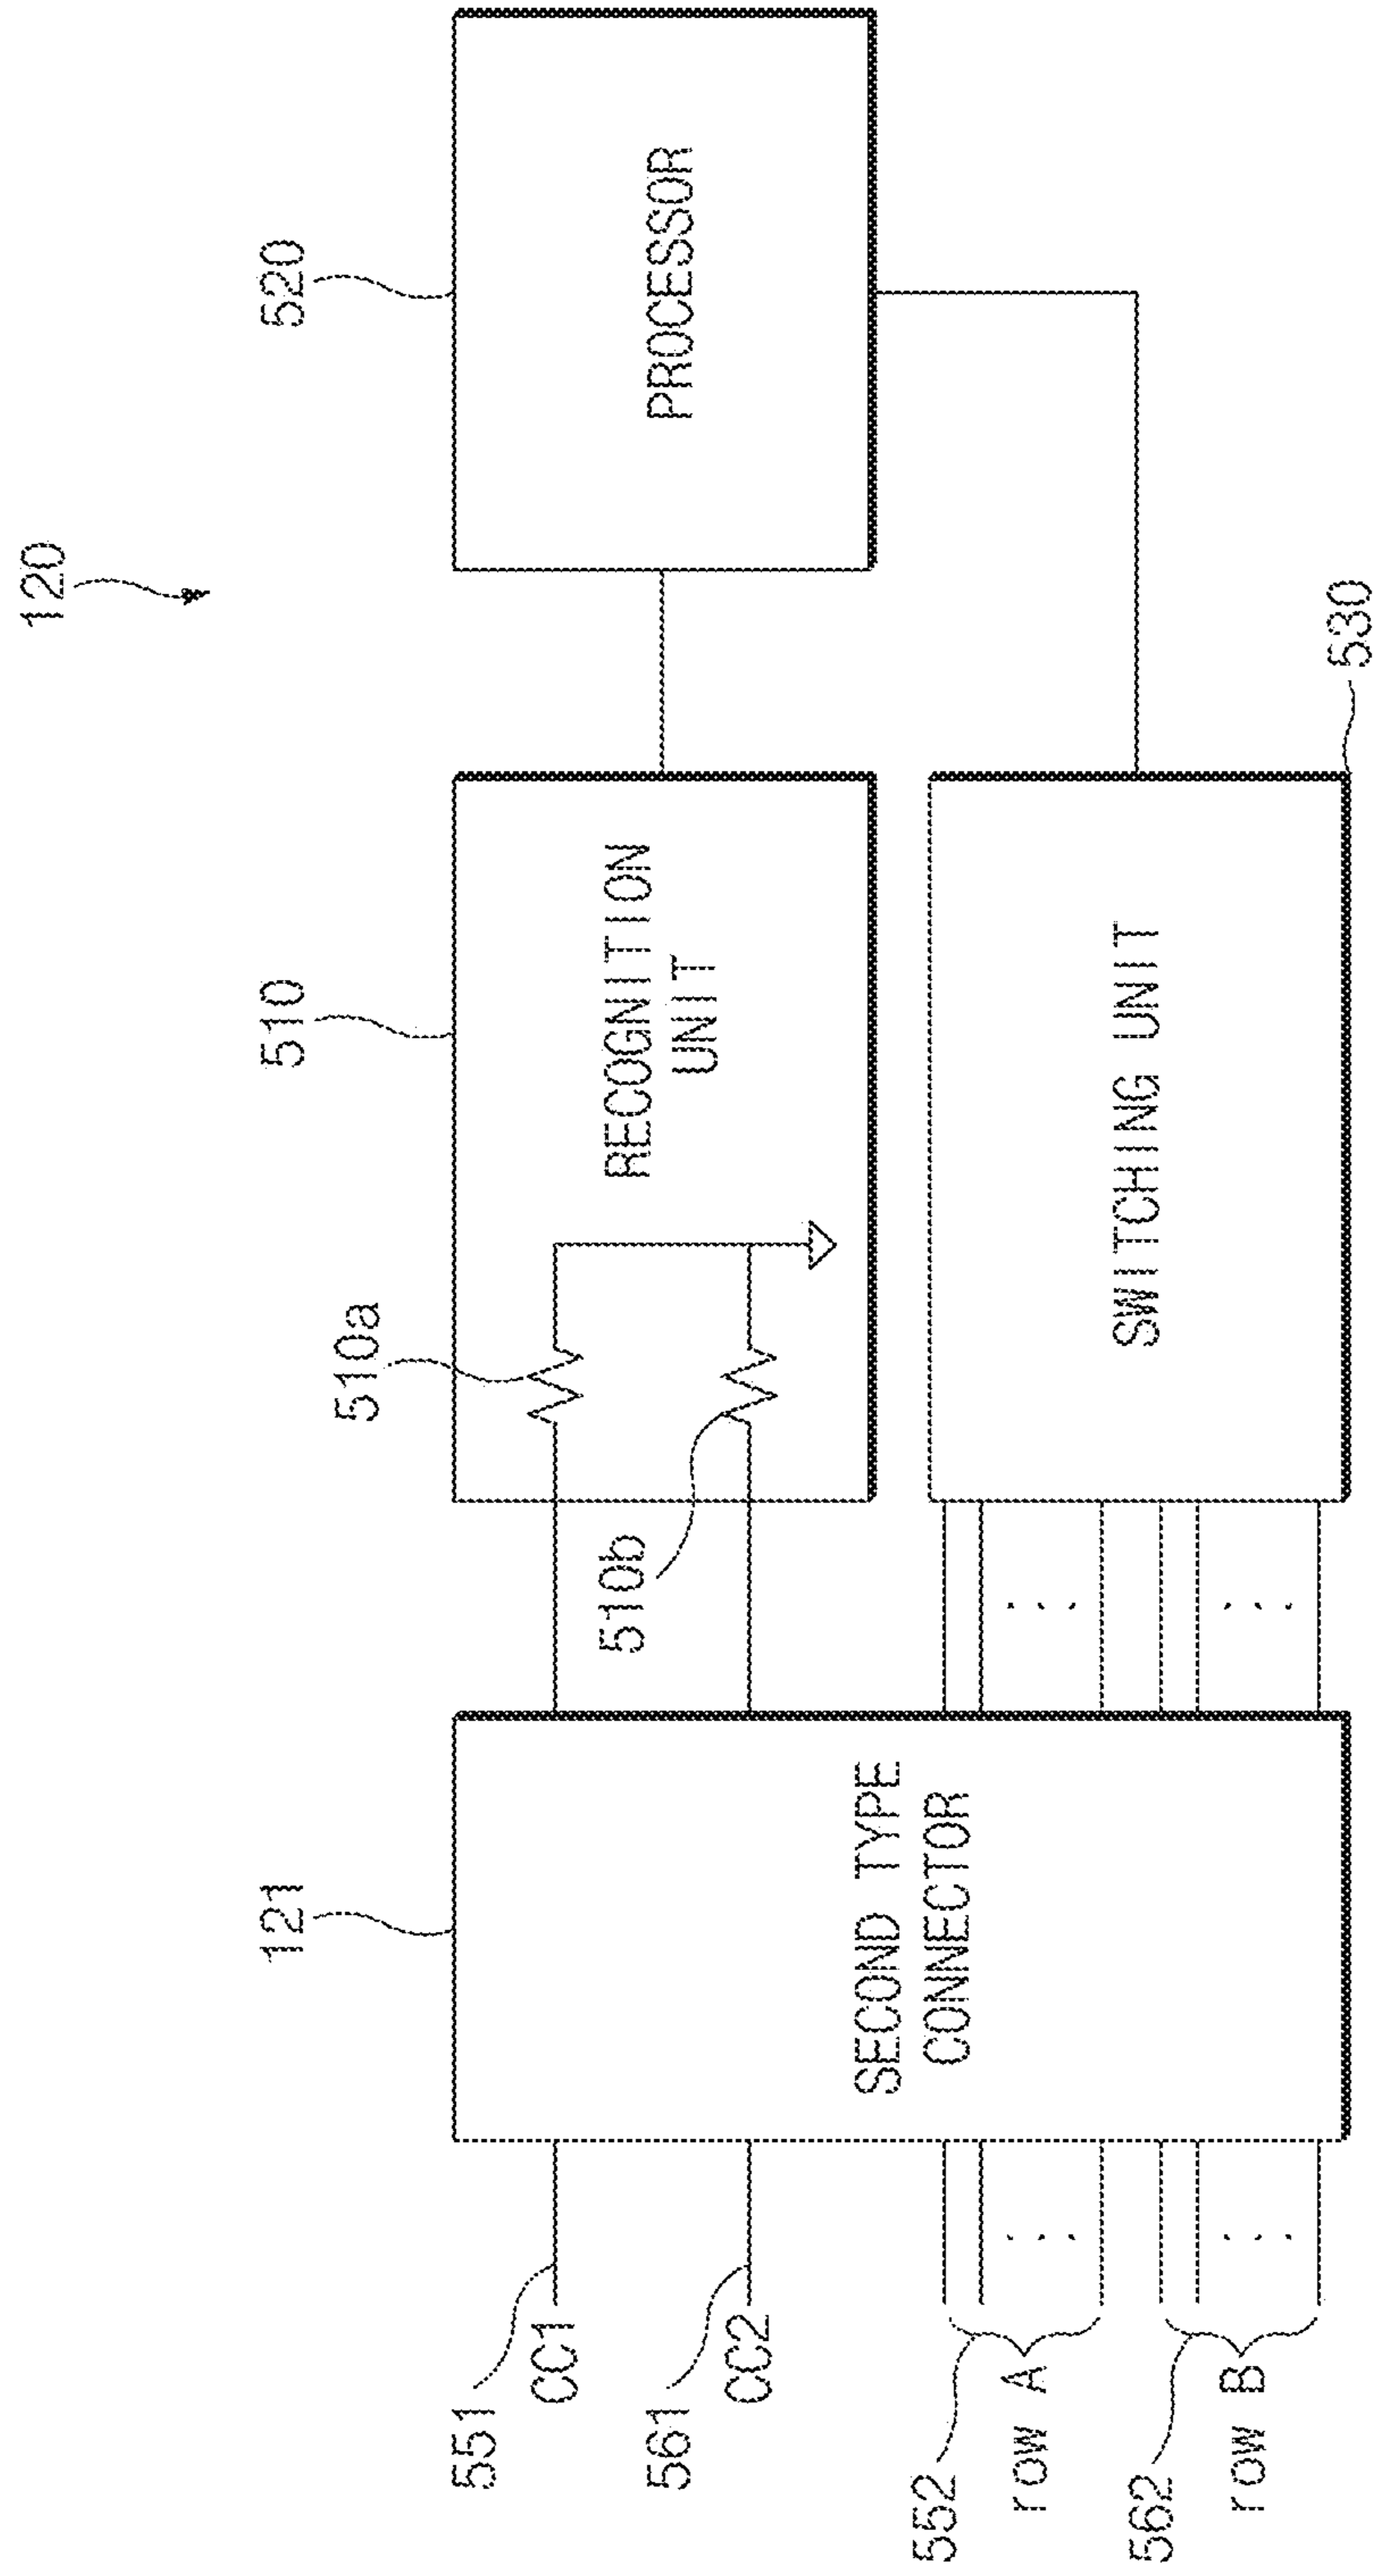 120
121
510
520
510a
510b
RECOGNITION
UNIT
PROCESSOR
551
CC1
561
CC2
SECOND TYPE
CONNECTOR
SWITCHING UNIT
552
row A
562
row B
530